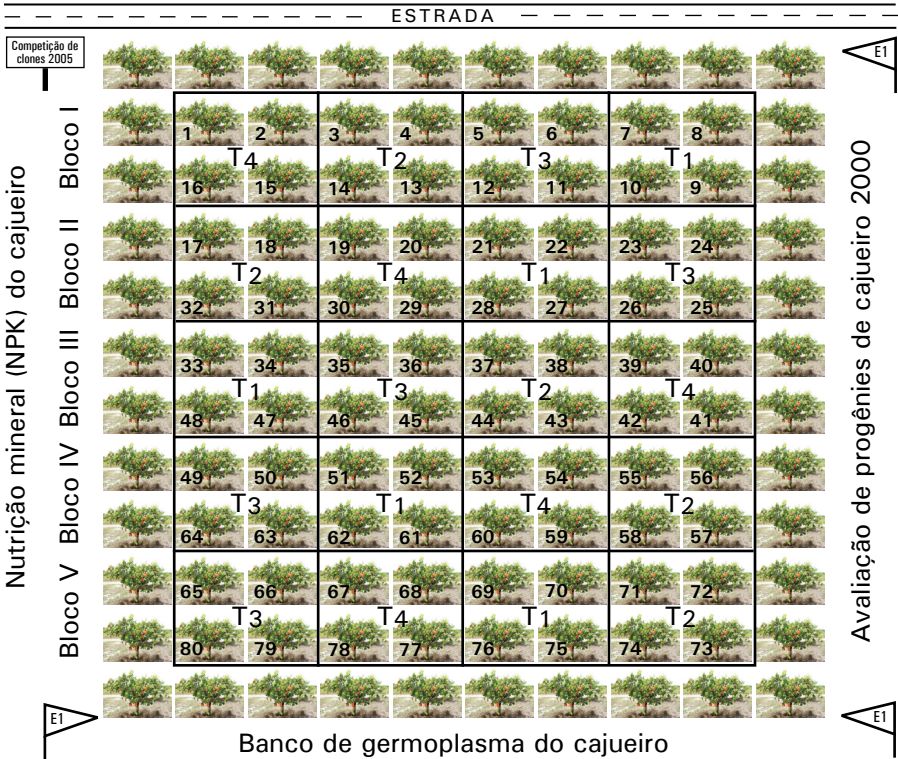 ESTRADA
Competição de
clones 2005
E1
Nutrição mineral (NPK) do cajueiro
Avaliação de progênies de cajueiro 2000
Bloco I
1 2 3 4 5 6 7 8
T4 T2 T3 T1
16 15 14 13 12 11 10 9
Bloco II
17 18 19 20 21 22 23 24
T2 T4 T1 T3
32 31 30 29 28 27 26 25
Bloco III
33 34 35 36 37 38 39 40
T1 T3 T2 T4
48 47 46 45 44 43 42 41
Bloco IV
49 50 51 52 53 54 55 56
T3 T1 T4 T2
64 63 62 61 60 59 58 57
Bloco V
65 66 67 68 69 70 71 72
T3 T4 T1 T2
80 79 78 77 76 75 74 73
E1
E1
Banco de germoplasma do cajueiro